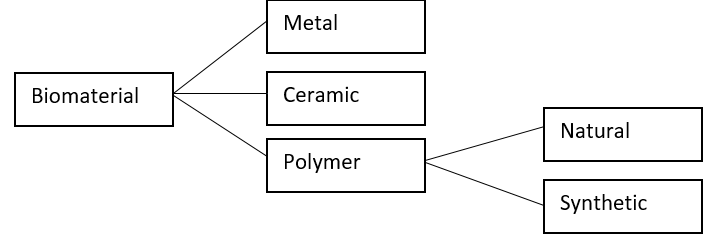 Metal
Biomaterial
Ceramic
Polymer
Natural
Synthetic